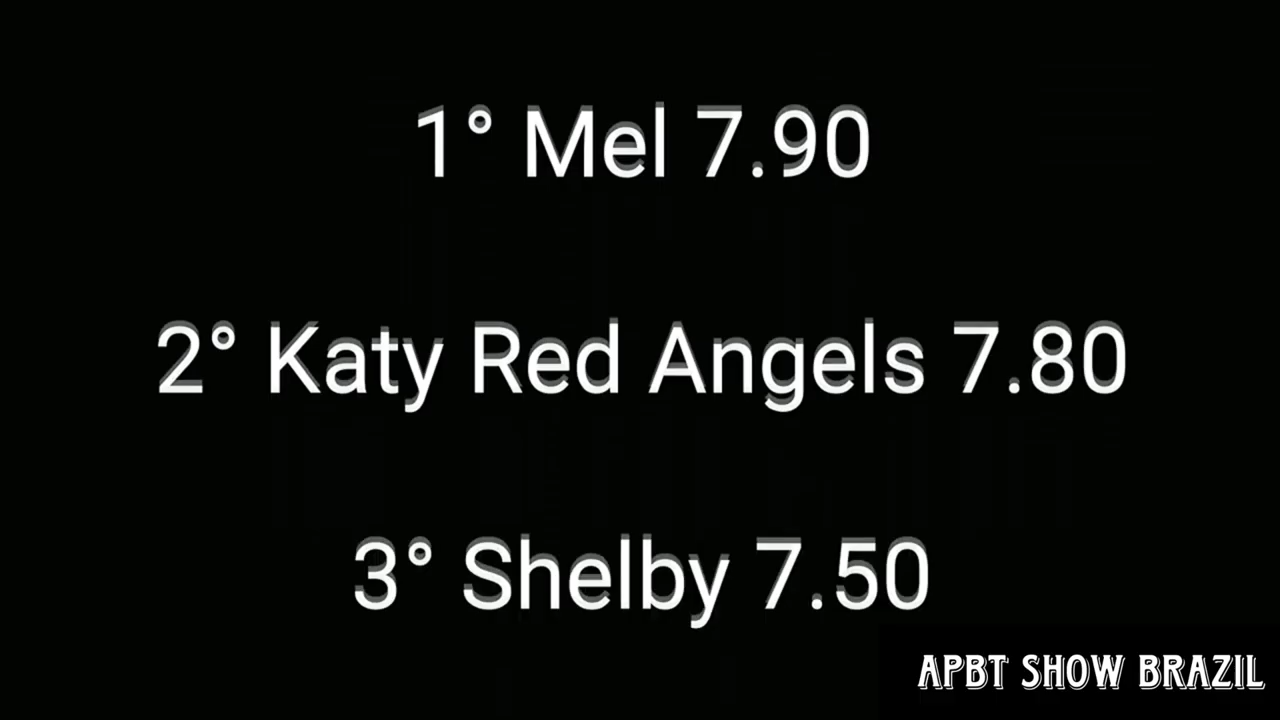 1° Mel 7.90
2° Katy Red Angels 7.80
3° Shelby 7.50
APBT SHOW BRAZIL